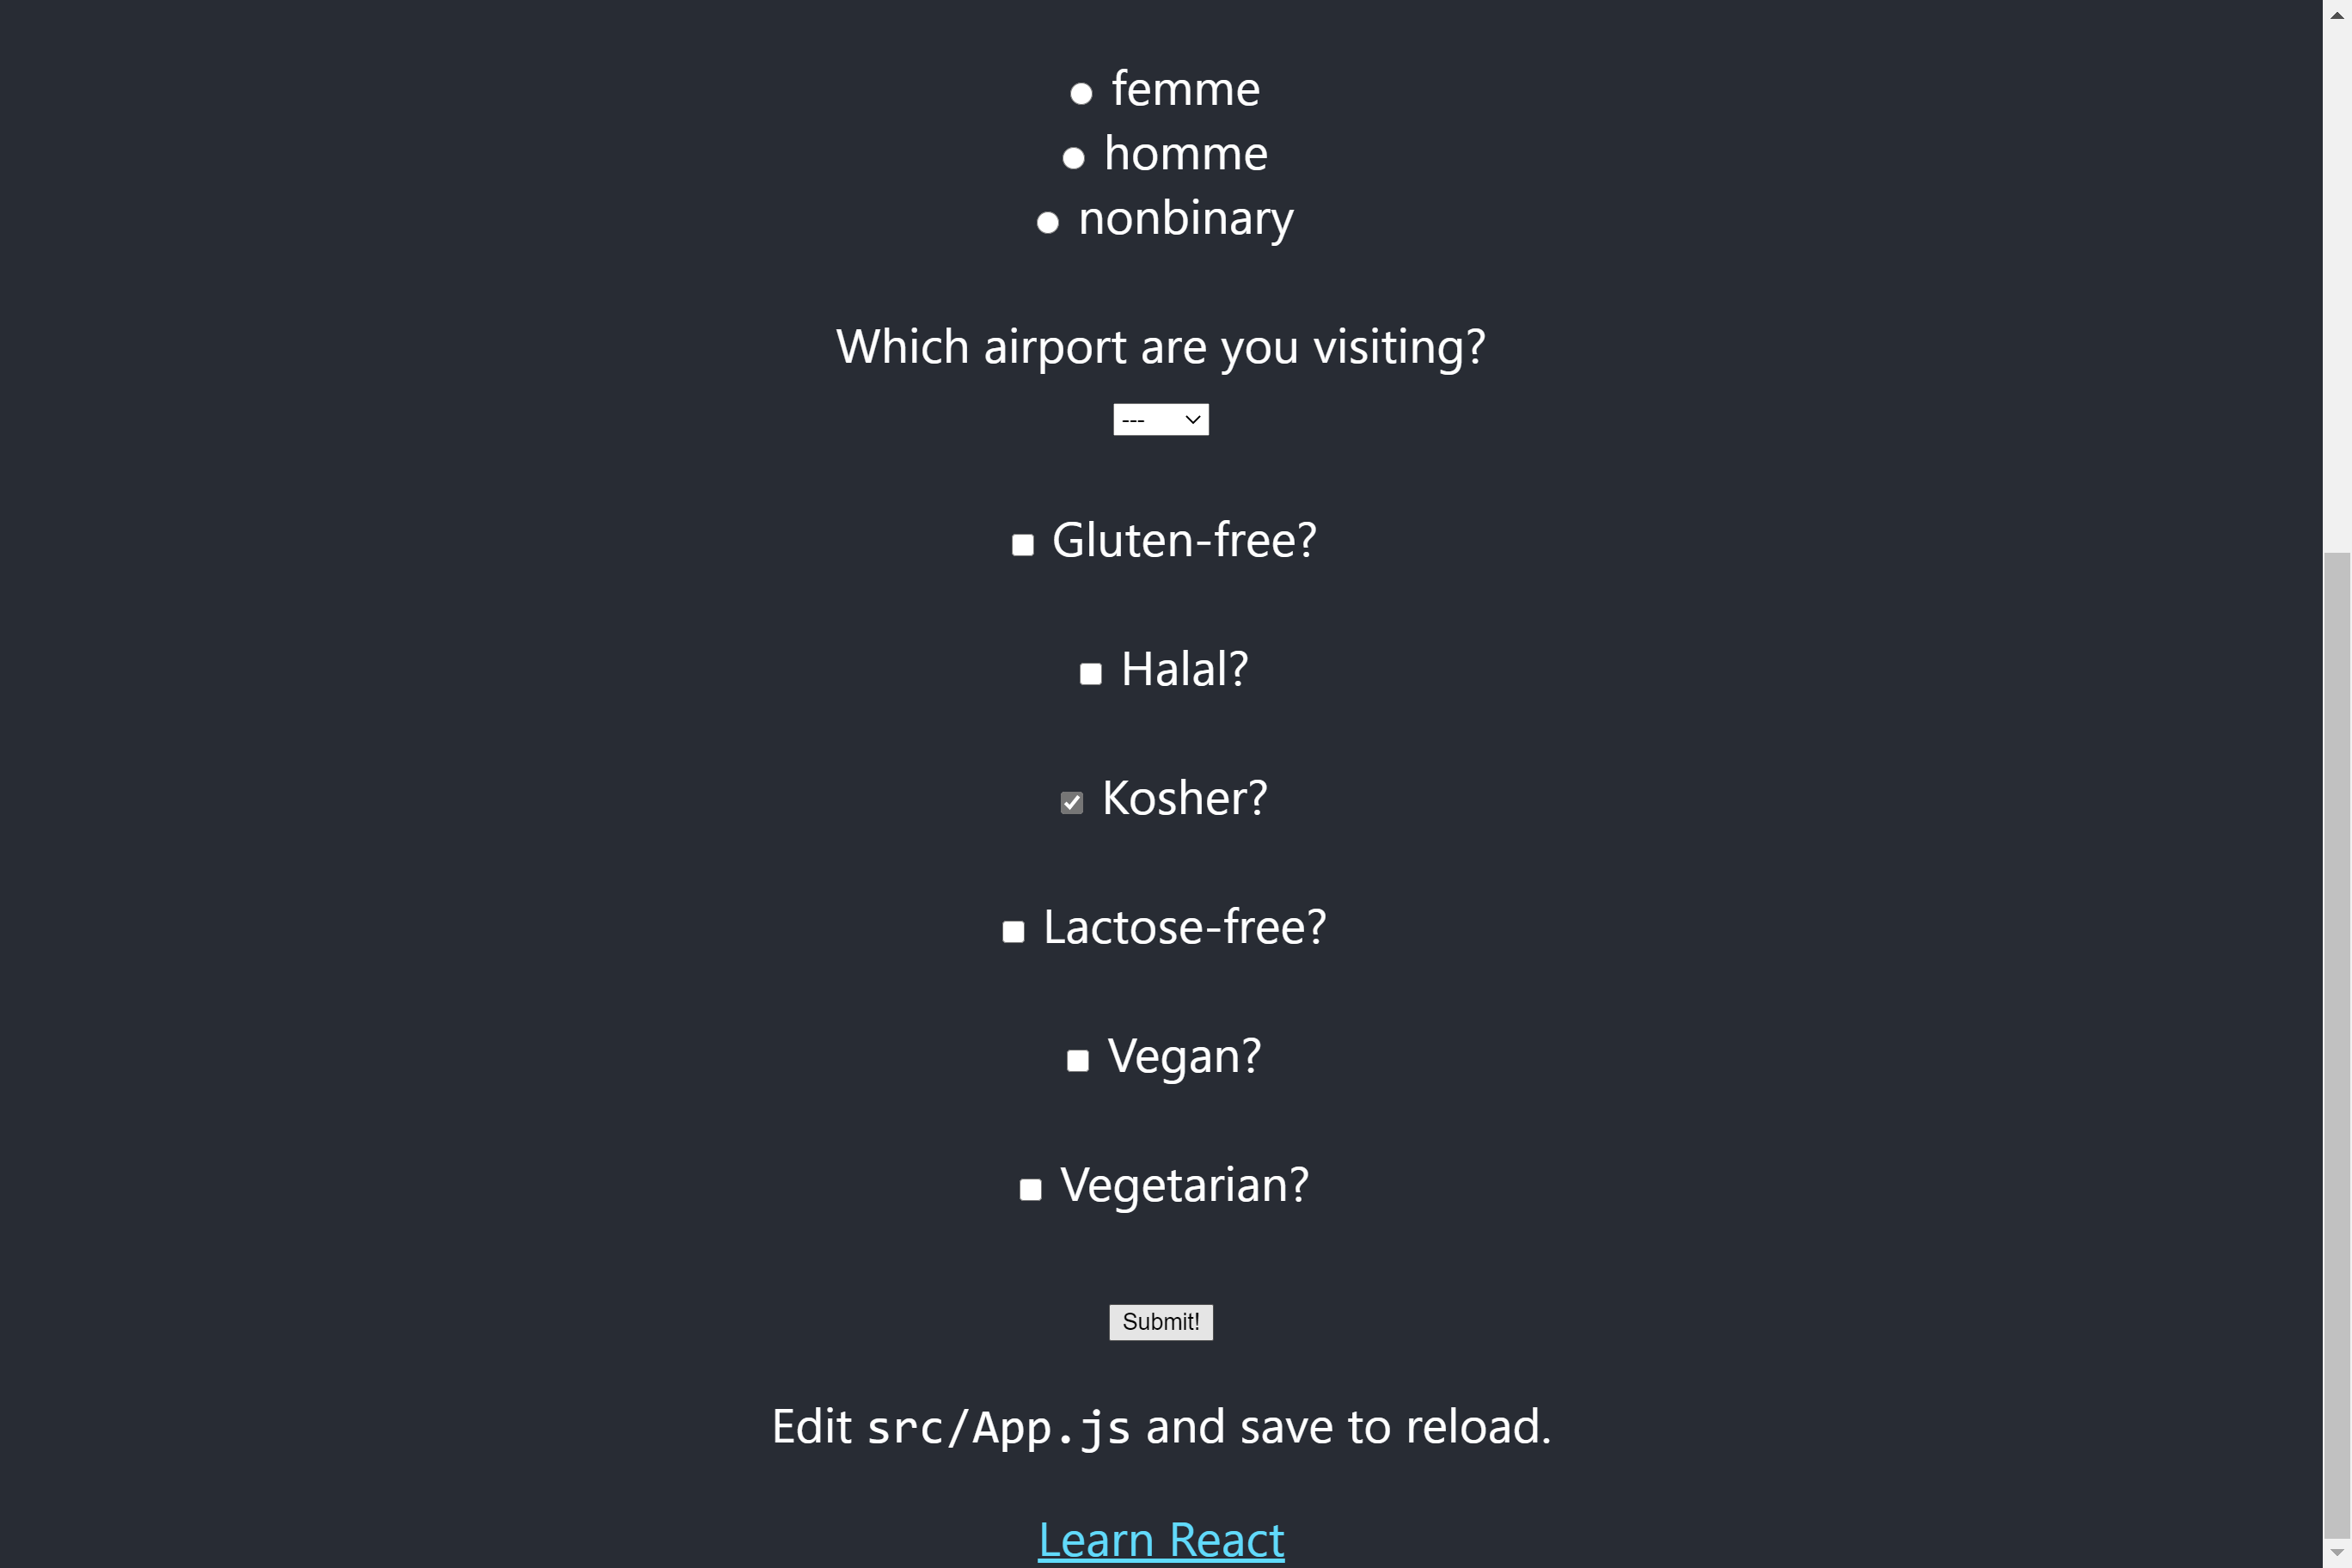 femme
homme
nonbinary
Which airport are you visiting?
---
Gluten-free?
Halal?
Kosher?
Lactose-free?
Vegan?
Vegetarian?
Submit!
Edit src/App.js and save to reload.
Learn React